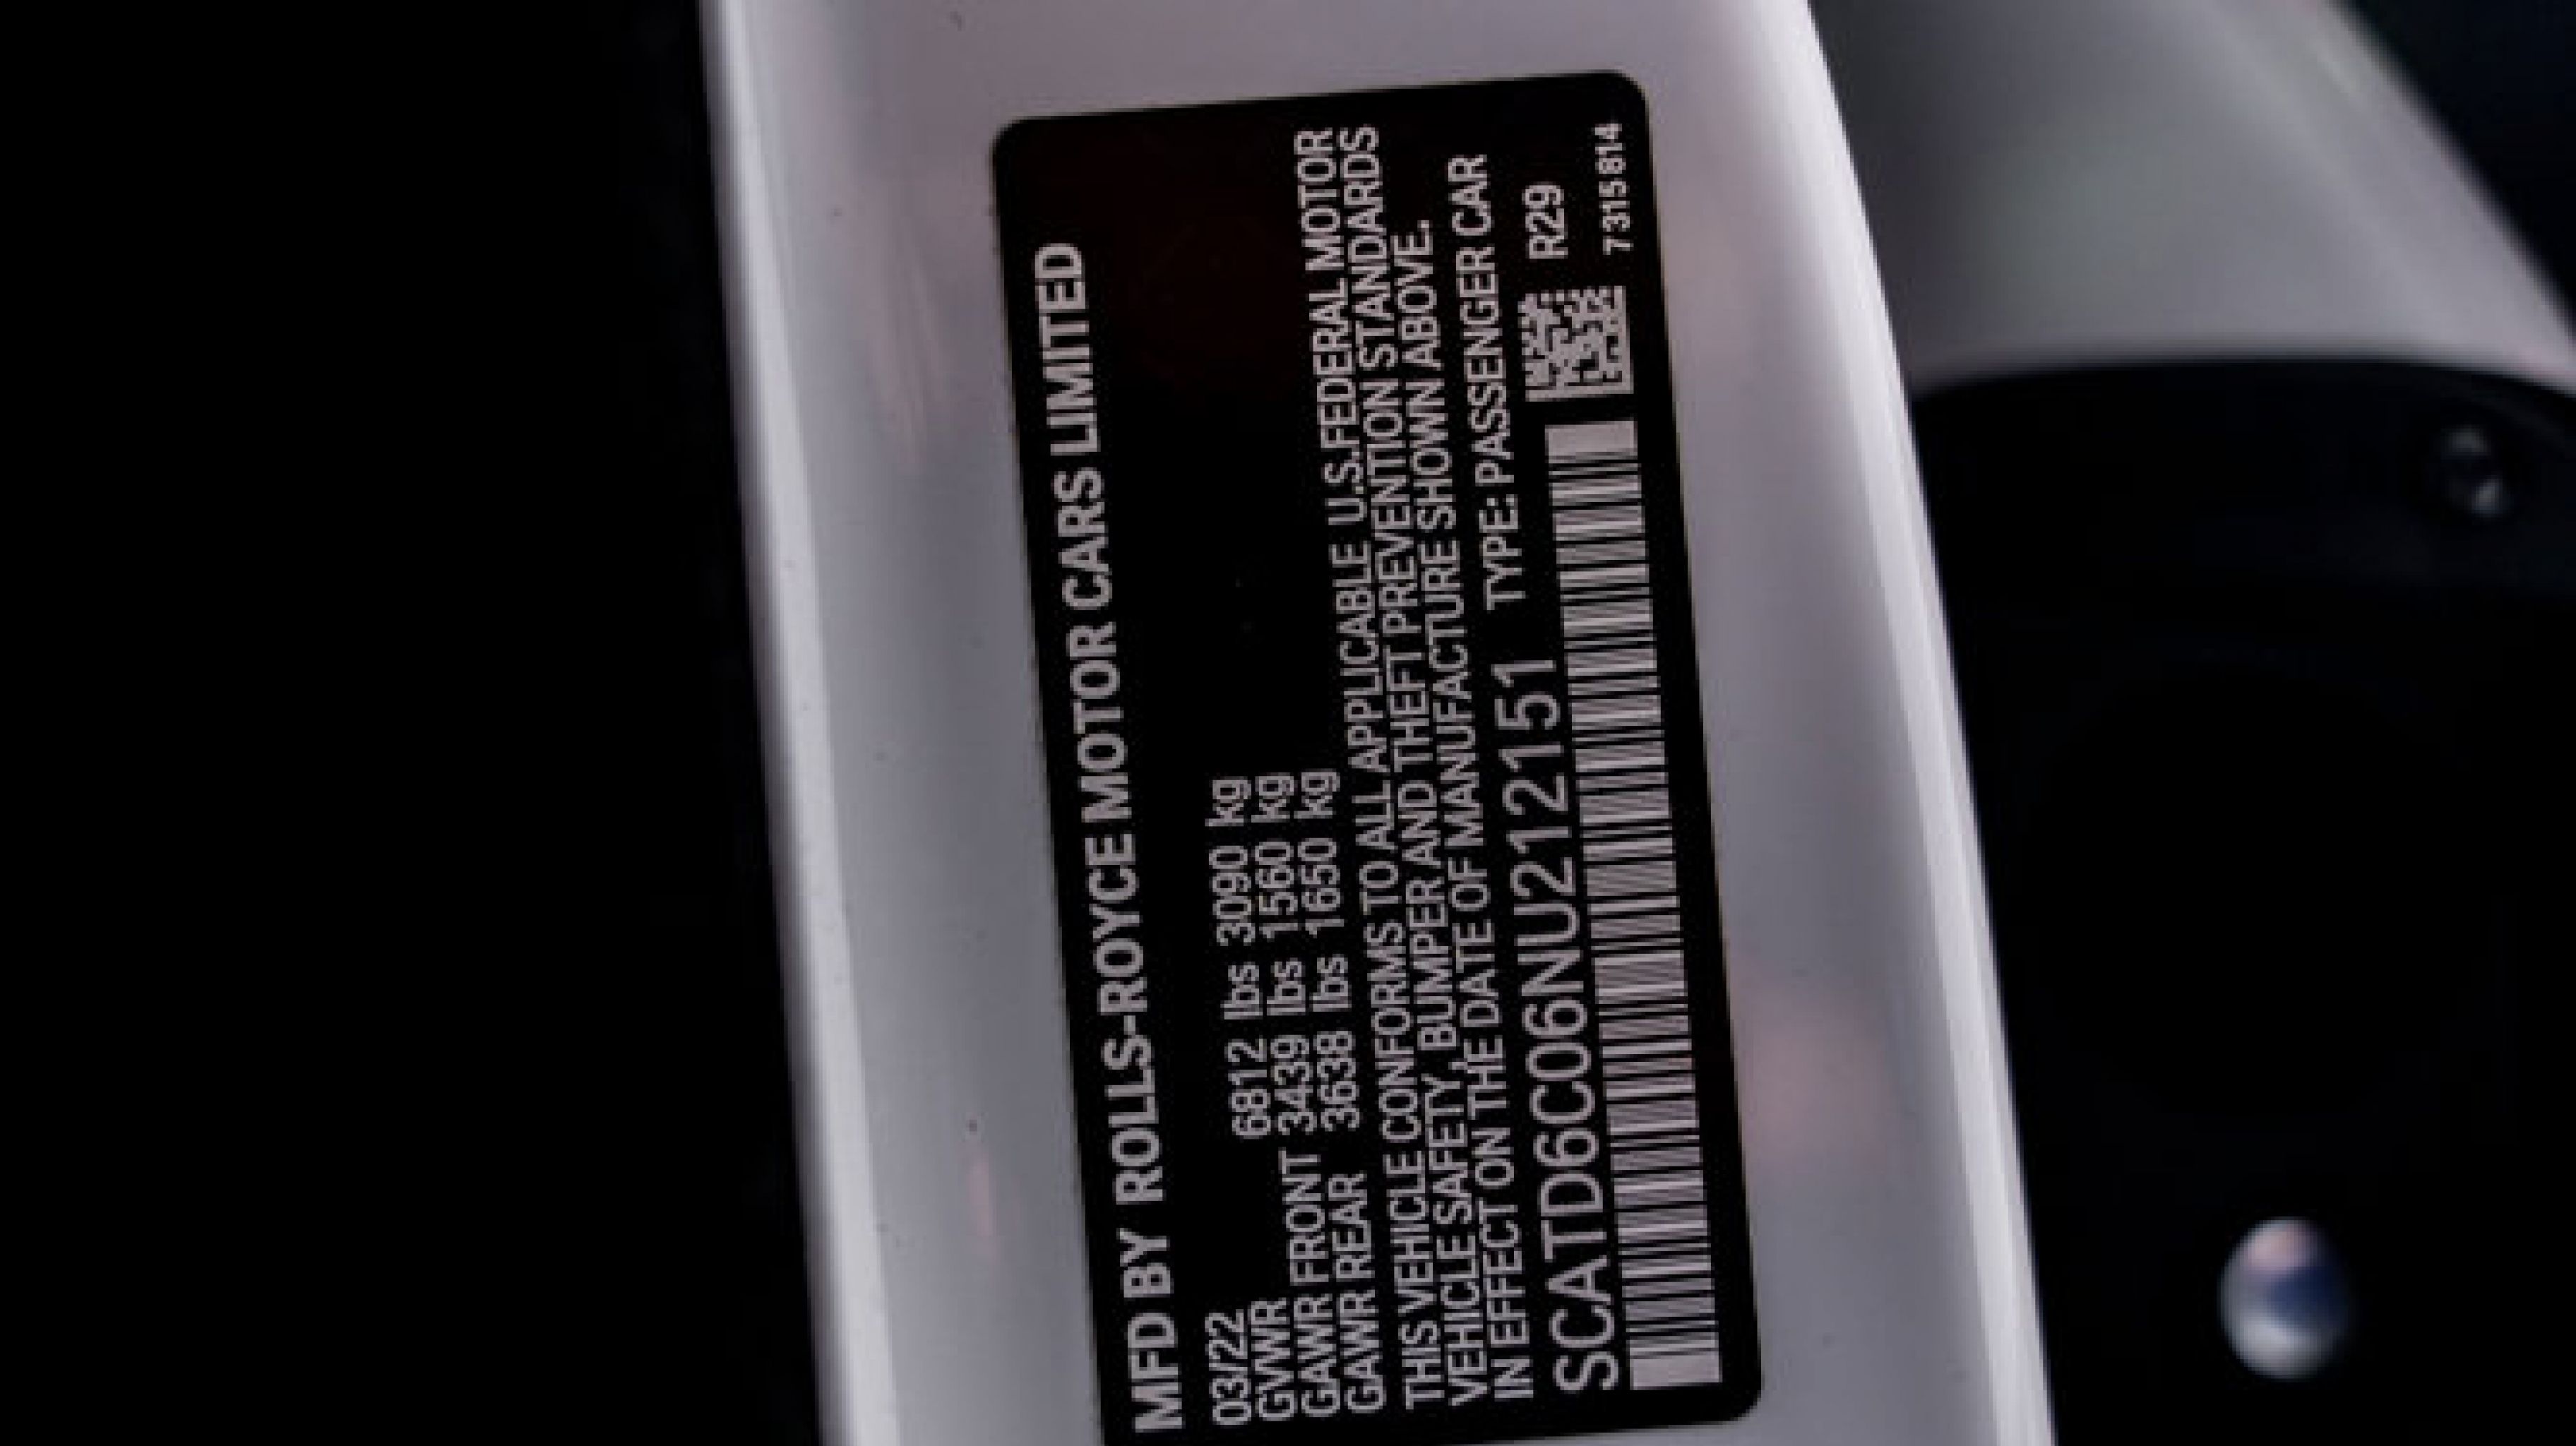 MFD BY ROLLS-ROYCE MOTOR CARS LIMITED
03/22
GVWR 6812 lbs 3090 kg
GAWR FRONT 3439 lbs 1560 kg
GAWR REAR 3638 lbs 1650 kg
THIS VEHICLE CONFORMS TO ALL APPLICABLE U.S.FEDERAL MOTOR
VEHICLE SAFETY, BUMPER AND THEFT PREVENTION STANDARDS
IN EFFECT ON THE DATE OF MANUFACTURE SHOWN ABOVE.
SCATD6C06NU212151 TYPE: PASSENGER CAR
R29
7315814